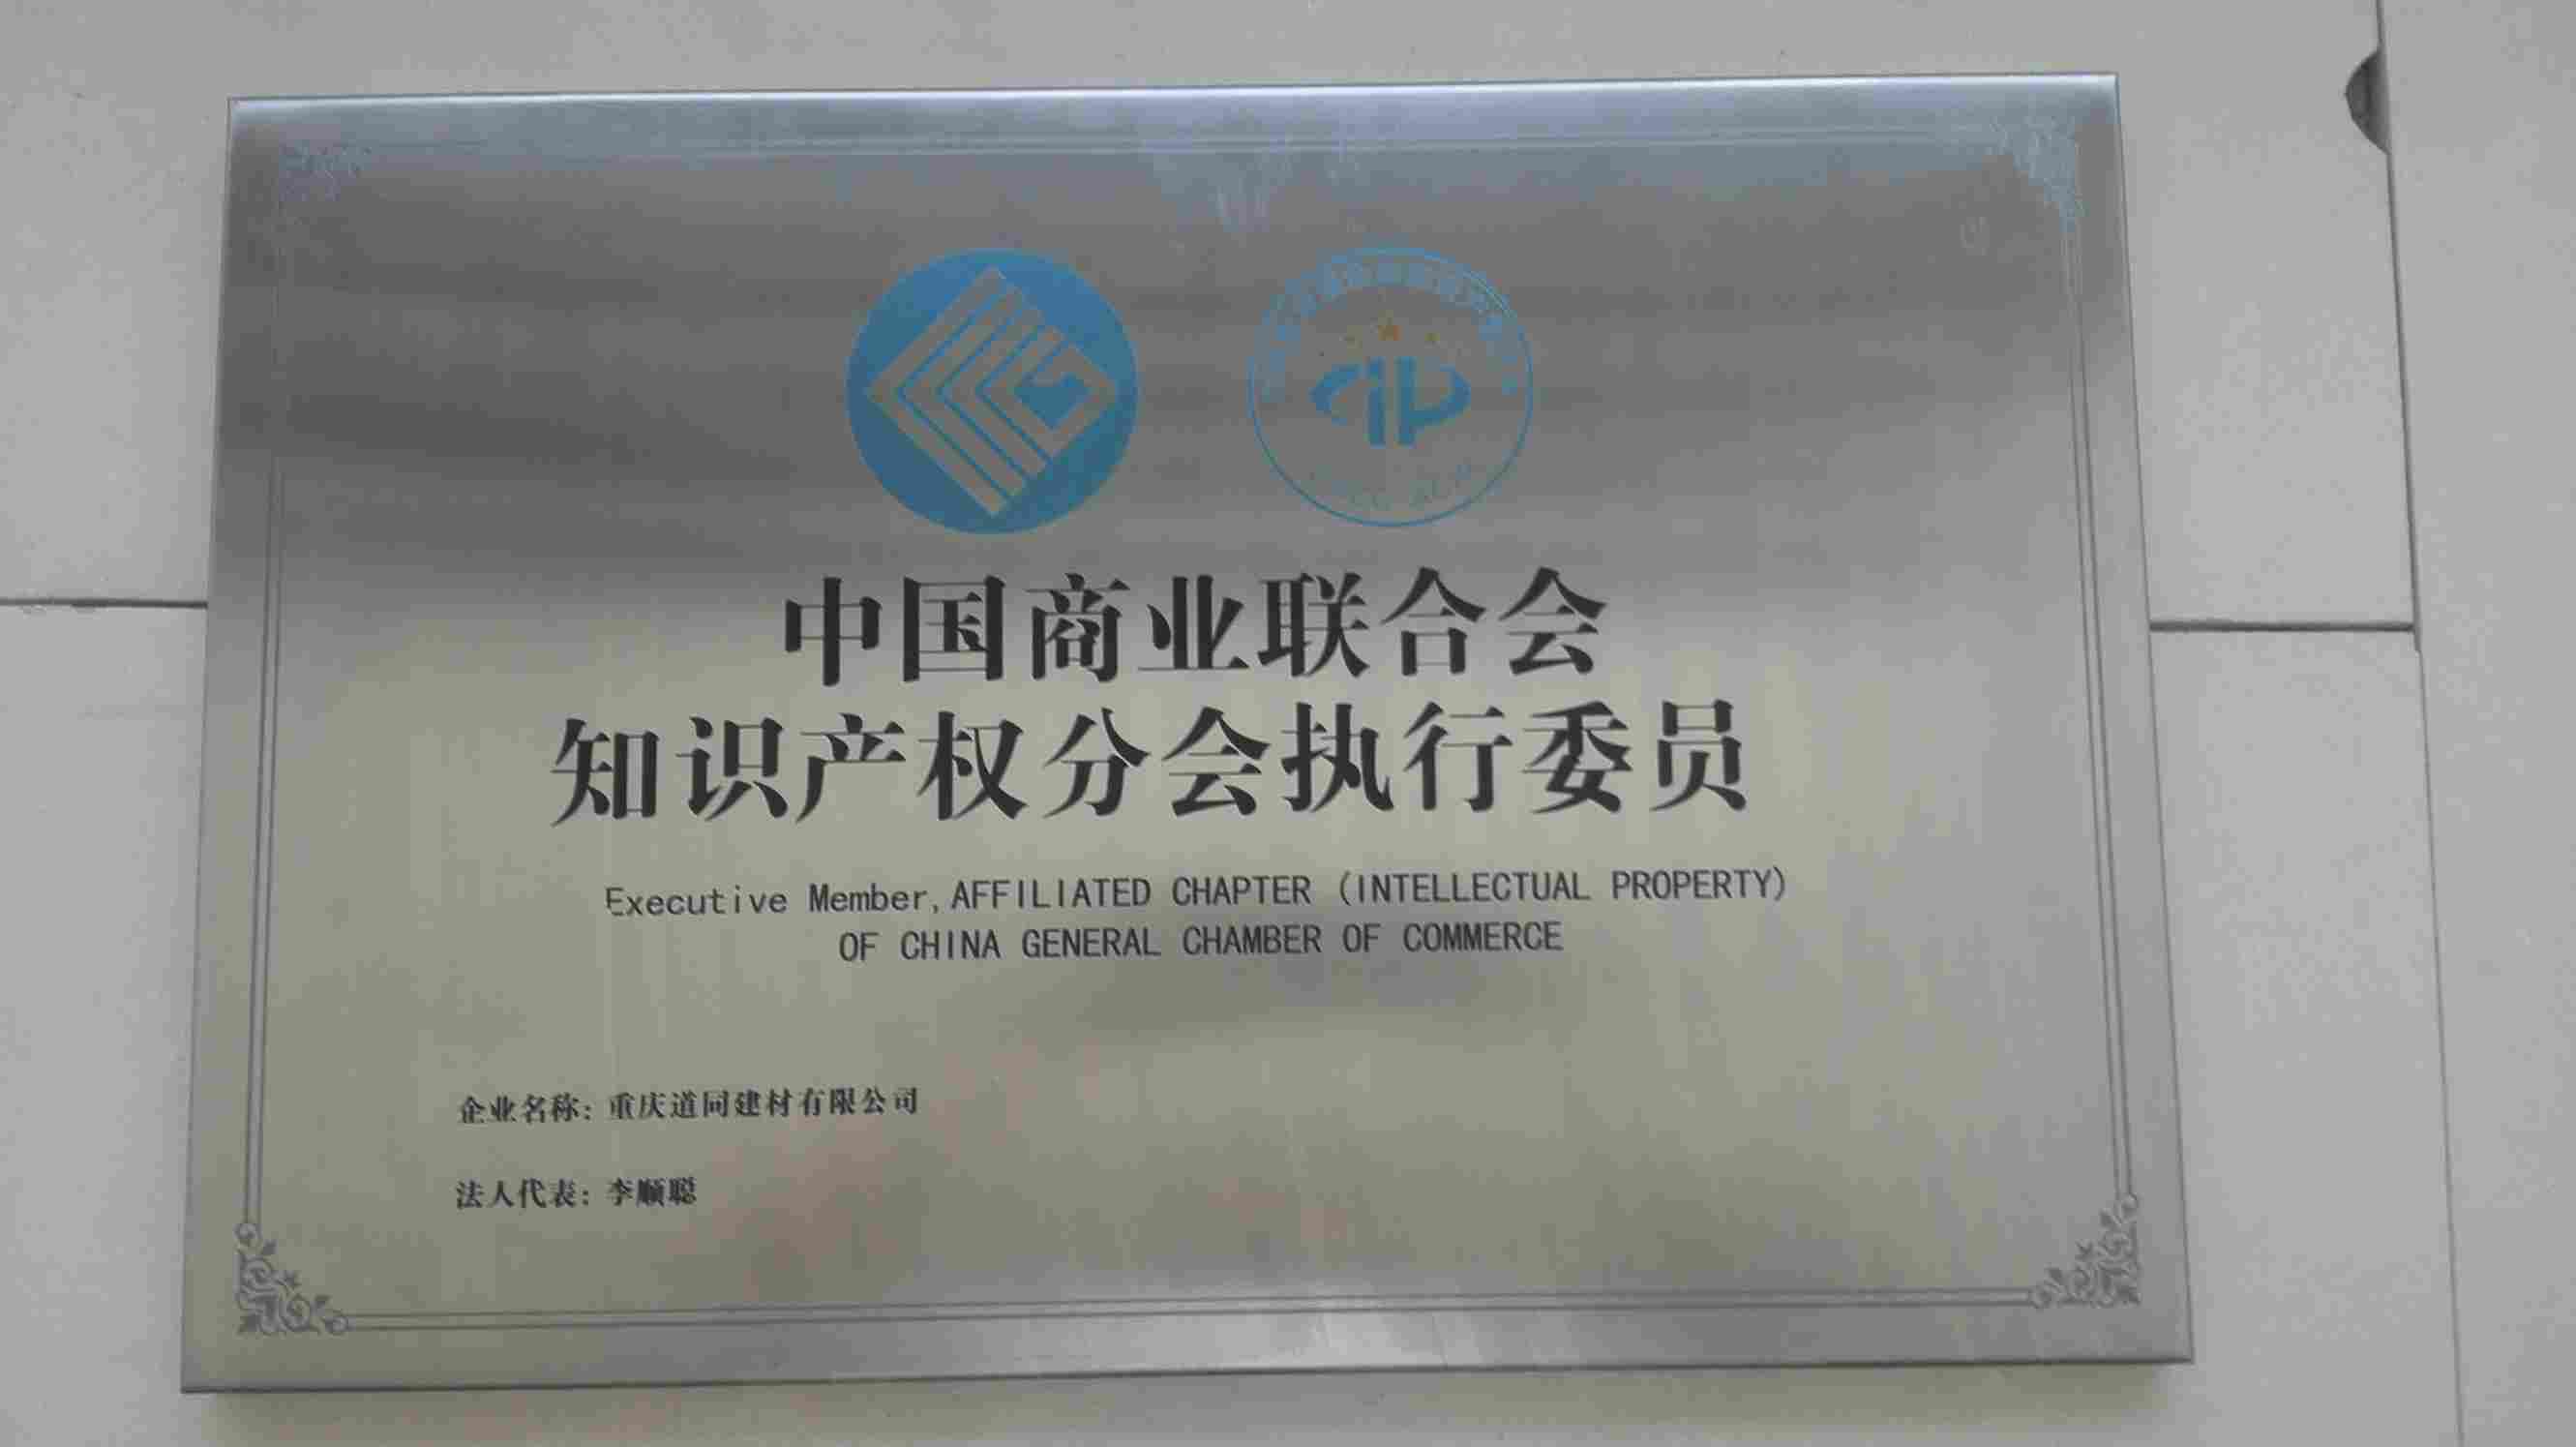 中国商业联合会
知识产权分会执行委员
Executive Member, AFFILIATED CHAPTER (INTELLECTUAL PROPERTY)
OF CHINA GENERAL CHAMBER OF COMMERCE
企业名称: 重庆道同建材有限公司
法人代表: 李顺聪